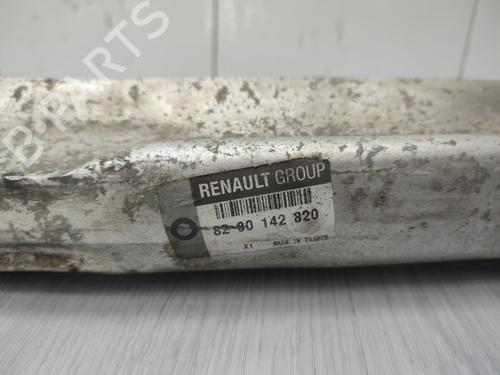 B-PARTS
RENAULT GROUP
82 00 142 820
X1 MADE IN FRANCE